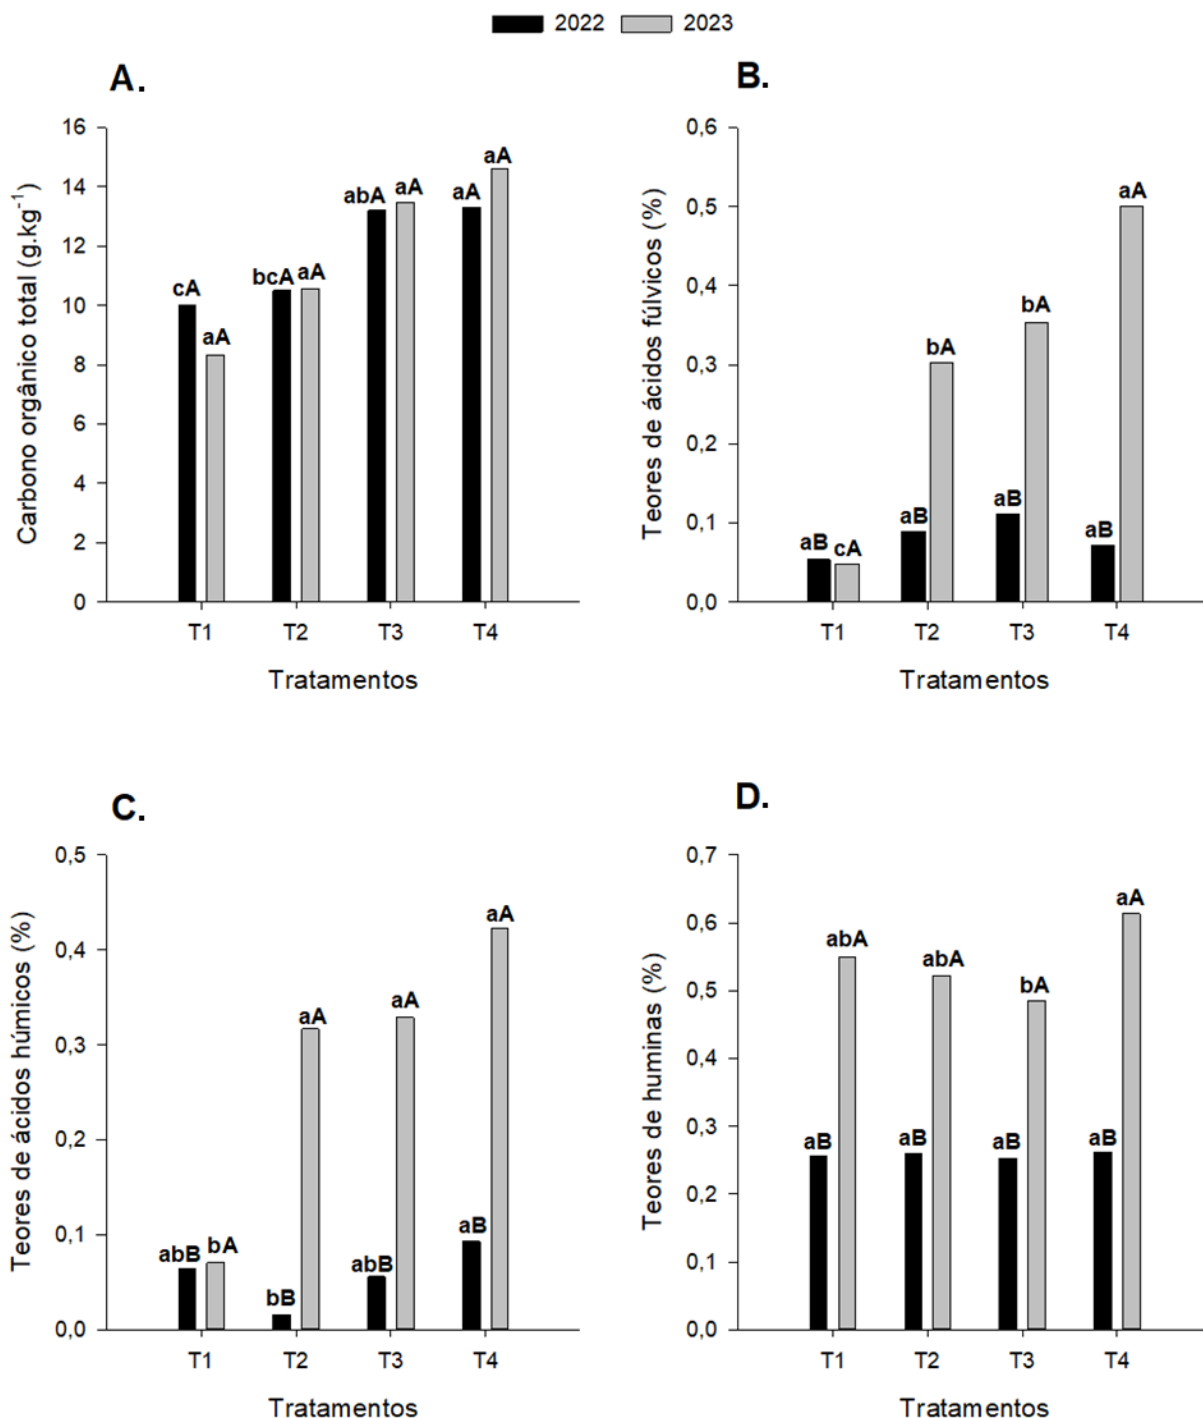 2022 2023
A.
Carbono orgânico total (g.kg⁻¹)
16
14
12
10
8
6
4
2
0
cA aA bcA aA abA aA aA aA
T1 T2 T3 T4
Tratamentos
B.
Teores de ácidos fúlvicos (%)
0,6
0,5
0,4
0,3
0,2
0,1
0,0
aB cA aB bA aB bA aB aA
T1 T2 T3 T4
Tratamentos
C.
Teores de ácidos húmicos (%)
0,5
0,4
0,3
0,2
0,1
0,0
abB bA bB aA abB aA aB aA
T1 T2 T3 T4
Tratamentos
D.
Teores de huminas (%)
0,7
0,6
0,5
0,4
0,3
0,2
0,1
0,0
aB abA aB abA aB bA aB aA
T1 T2 T3 T4
Tratamentos